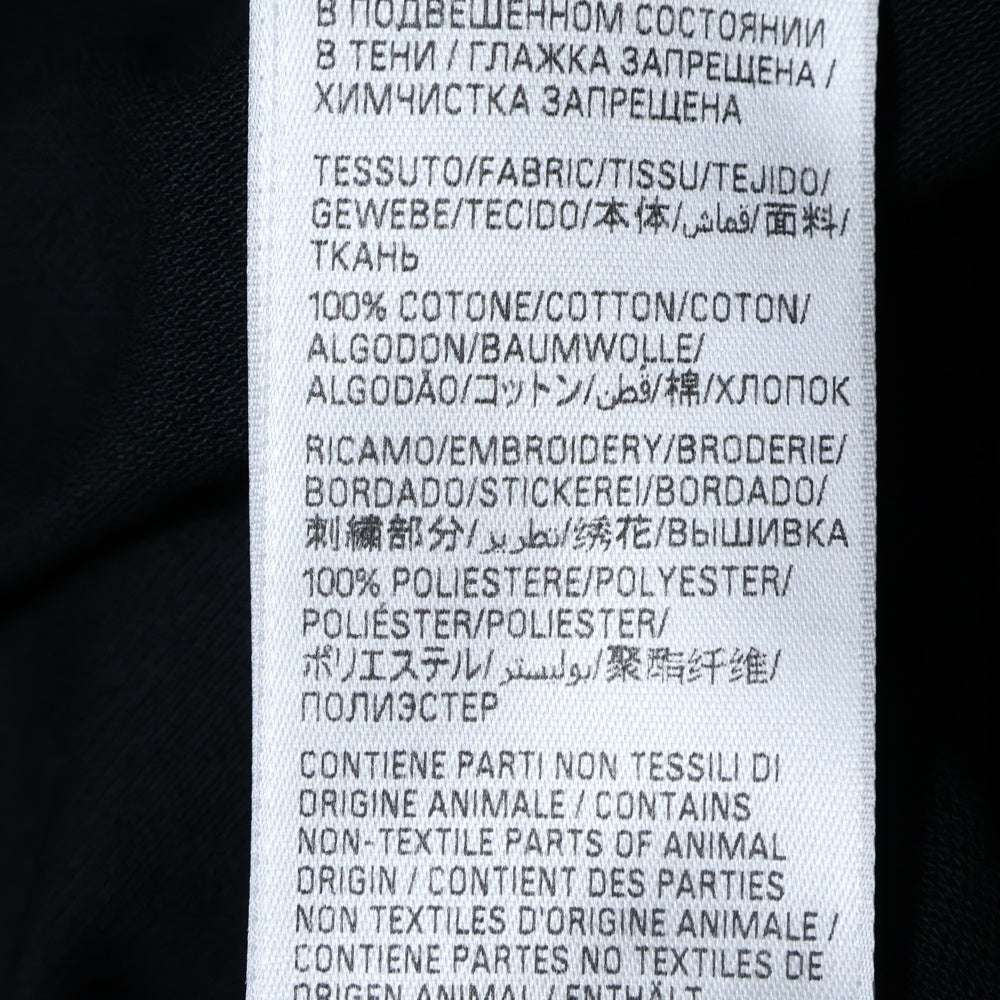 В ПОДВЕШЕННОМ СОСТОЯНИИ
В ТЕНИ / ГЛАЖКА ЗАПРЕЩЕНА /
ХИМЧИСТКА ЗАПРЕЩЕНА
TESSUTO/FABRIC/TISSU/TEJIDO/
GEWEBE/TECIDO/本体/قماش/面料/
ТКАНЬ
100% COTONE/COTTON/COTON/
ALGODON/BAUMWOLLE/
ALGODÃO/コットン/قطن/棉/ХЛОПОК
RICAMO/EMBROIDERY/BRODERIE/
BORDADO/STICKEREI/BORDADO/
刺繍部分/تطريز/绣花/ВЫШИВКА
100% POLIESTERE/POLYESTER/
POLIÉSTER/POLIESTER/
ポリエステル/بوليستر/聚酯纤维/
ПОЛИЭСТЕР
CONTIENE PARTI NON TESSILI DI
ORIGINE ANIMALE / CONTAINS
NON-TEXTILE PARTS OF ANIMAL
ORIGIN / CONTIENT DES PARTIES
NON TEXTILES D'ORIGINE ANIMALE /
CONTIENE PARTES NO TEXTILES DE
ORIGEN ANIMAL / ENTHÄLT